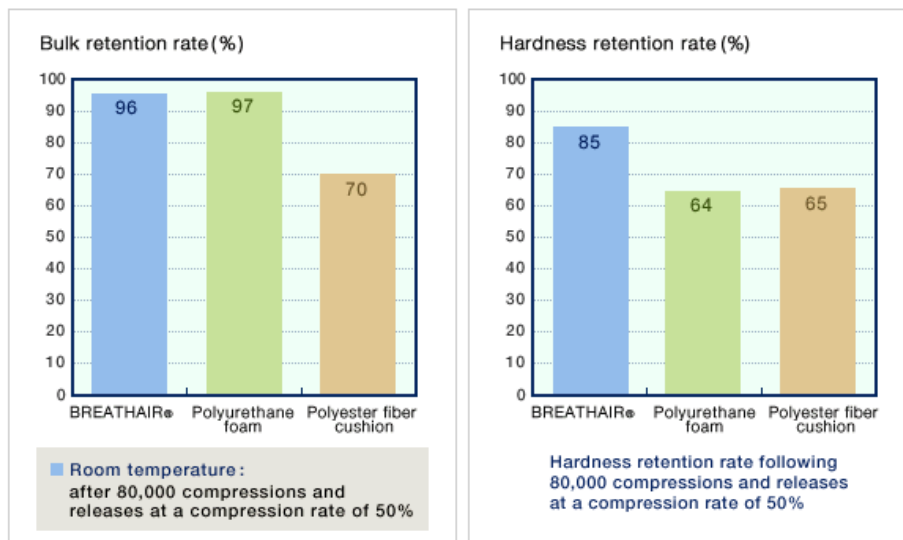 Bulk retention rate (%)
100
90
80
70
60
50
40
30
20
10
0
96
97
70
BREATHAIR®
Polyurethane
foam
Polyester fiber
cushion
Room temperature:
after 80,000 compressions and
releases at a compression rate of 50%
Hardness retention rate (%)
100
90
80
70
60
50
40
30
20
10
0
85
64
65
BREATHAIR®
Polyurethane
foam
Polyester fiber
cushion
Hardness retention rate following
80,000 compressions and releases
at a compression rate of 50%